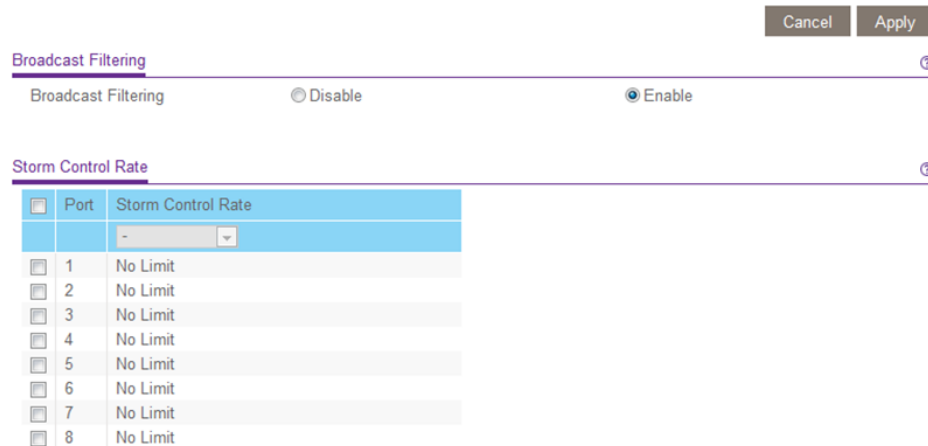 Cancel Apply
Broadcast Filtering
Broadcast Filtering Disable Enable
Storm Control Rate
Port Storm Control Rate
-
1 No Limit
2 No Limit
3 No Limit
4 No Limit
5 No Limit
6 No Limit
7 No Limit
8 No Limit